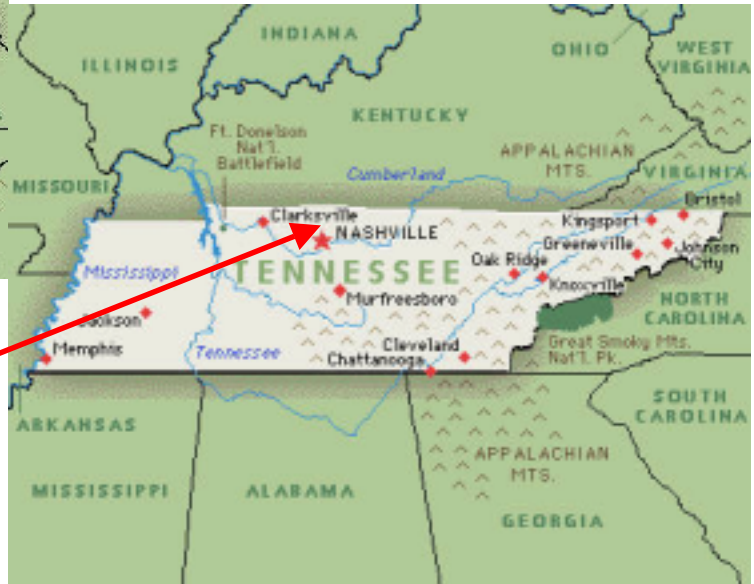 INDIANA
OHIO
WEST
VIRGINIA
ILLINOIS
KENTUCKY
Ft. Donelson
Nat'l.
Battlefield
APPALACHIAN
MTS.
Cumberland
VIRGINIA
MISSOURI
Bristol
Clarksville
Kingsport
NASHVILLE
Greeneville
Johnson
City
Oak Ridge
Mississippi
TENNESSEE
Knoxville
Murfreesboro
NORTH
CAROLINA
Jackson
Great Smoky Mts.
Nat'l. Pk.
Memphis
Tennessee
Cleveland
Chattanooga
SOUTH
CAROLINA
ARKANSAS
APPALACHIAN
MTS.
MISSISSIPPI
ALABAMA
GEORGIA